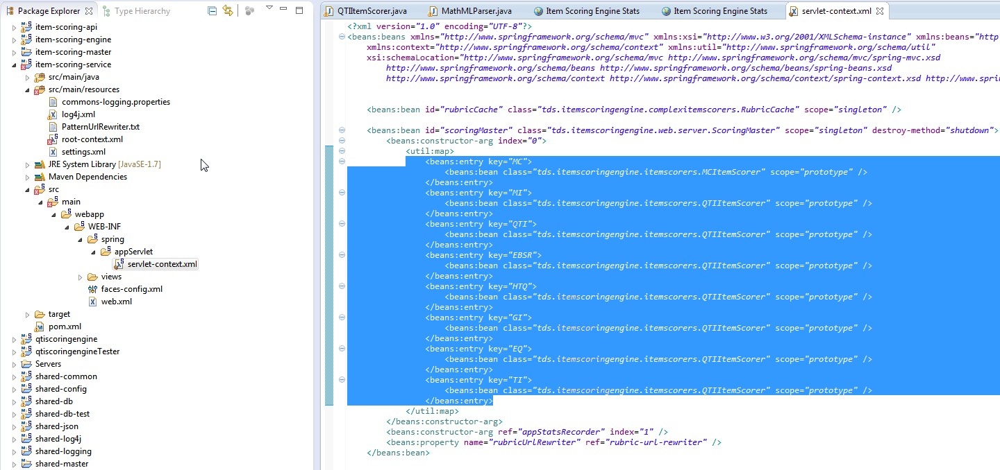 Package Explorer
Type Hierarchy
item-scoring-api
item-scoring-engine
item-scoring-master
item-scoring-service
src/main/java
src/main/resources
commons-logging.properties
log4j.xml
PatternUrlRewriter.txt
root-context.xml
settings.xml
JRE System Library [JavaSE-1.7]
Maven Dependencies
src
main
webapp
WEB-INF
spring
appServlet
servlet-context.xml
views
faces-config.xml
web.xml
target
pom.xml
qtiscoringengine
qtiscoringengineTester
Servers
shared-common
shared-config
shared-db
shared-db-test
shared-json
shared-log4j
shared-logging
shared-master
QTIItemScorer.java
MathMLParser.java
Item Scoring Engine Stats
Item Scoring Engine Stats
servlet-context.xml
<?xml version="1.0" encoding="UTF-8"?>
<beans:beans xmlns="http://www.springframework.org/schema/mvc" xmlns:xsi="http://www.w3.org/2001/XMLSchema-instance" xmlns:beans="http
xmlns:context="http://www.springframework.org/schema/context" xmlns:util="http://www.springframework.org/schema/util"
xsi:schemaLocation="http://www.springframework.org/schema/mvc http://www.springframework.org/schema/mvc/spring-mvc.xsd
http://www.springframework.org/schema/beans http://www.springframework.org/schema/beans/spring-beans.xsd
http://www.springframework.org/schema/context http://www.springframework.org/schema/context/spring-context.xsd http://www.sprin
<beans:bean id="rubricCache" class="tds.itemscoringengine.complexitemscorers.RubricCache" scope="singleton" />
<beans:bean id="scoringMaster" class="tds.itemscoringengine.web.server.ScoringMaster" scope="singleton" destroy-method="shutdown">
<beans:constructor-arg index="0">
<util:map>
<beans:entry key="MC">
<beans:bean class="tds.itemscoringengine.itemscorers.MCItemScorer" scope="prototype" />
</beans:entry>
<beans:entry key="MI">
<beans:bean class="tds.itemscoringengine.itemscorers.QTIItemScorer" scope="prototype" />
</beans:entry>
<beans:entry key="QTI">
<beans:bean class="tds.itemscoringengine.itemscorers.QTIItemScorer" scope="prototype" />
</beans:entry>
<beans:entry key="EBSR">
<beans:bean class="tds.itemscoringengine.itemscorers.QTIItemScorer" scope="prototype" />
</beans:entry>
<beans:entry key="HTQ">
<beans:bean class="tds.itemscoringengine.itemscorers.QTIItemScorer" scope="prototype" />
</beans:entry>
<beans:entry key="GI">
<beans:bean class="tds.itemscoringengine.itemscorers.QTIItemScorer" scope="prototype" />
</beans:entry>
<beans:entry key="EQ">
<beans:bean class="tds.itemscoringengine.itemscorers.QTIItemScorer" scope="prototype" />
</beans:entry>
<beans:entry key="TI">
<beans:bean class="tds.itemscoringengine.itemscorers.QTIItemScorer" scope="prototype" />
</beans:entry>
</util:map>
</beans:constructor-arg>
<beans:constructor-arg ref="appStatsRecorder" index="1" />
<beans:property name="rubricUrlRewriter" ref="rubric-url-rewriter" />
</beans:bean>